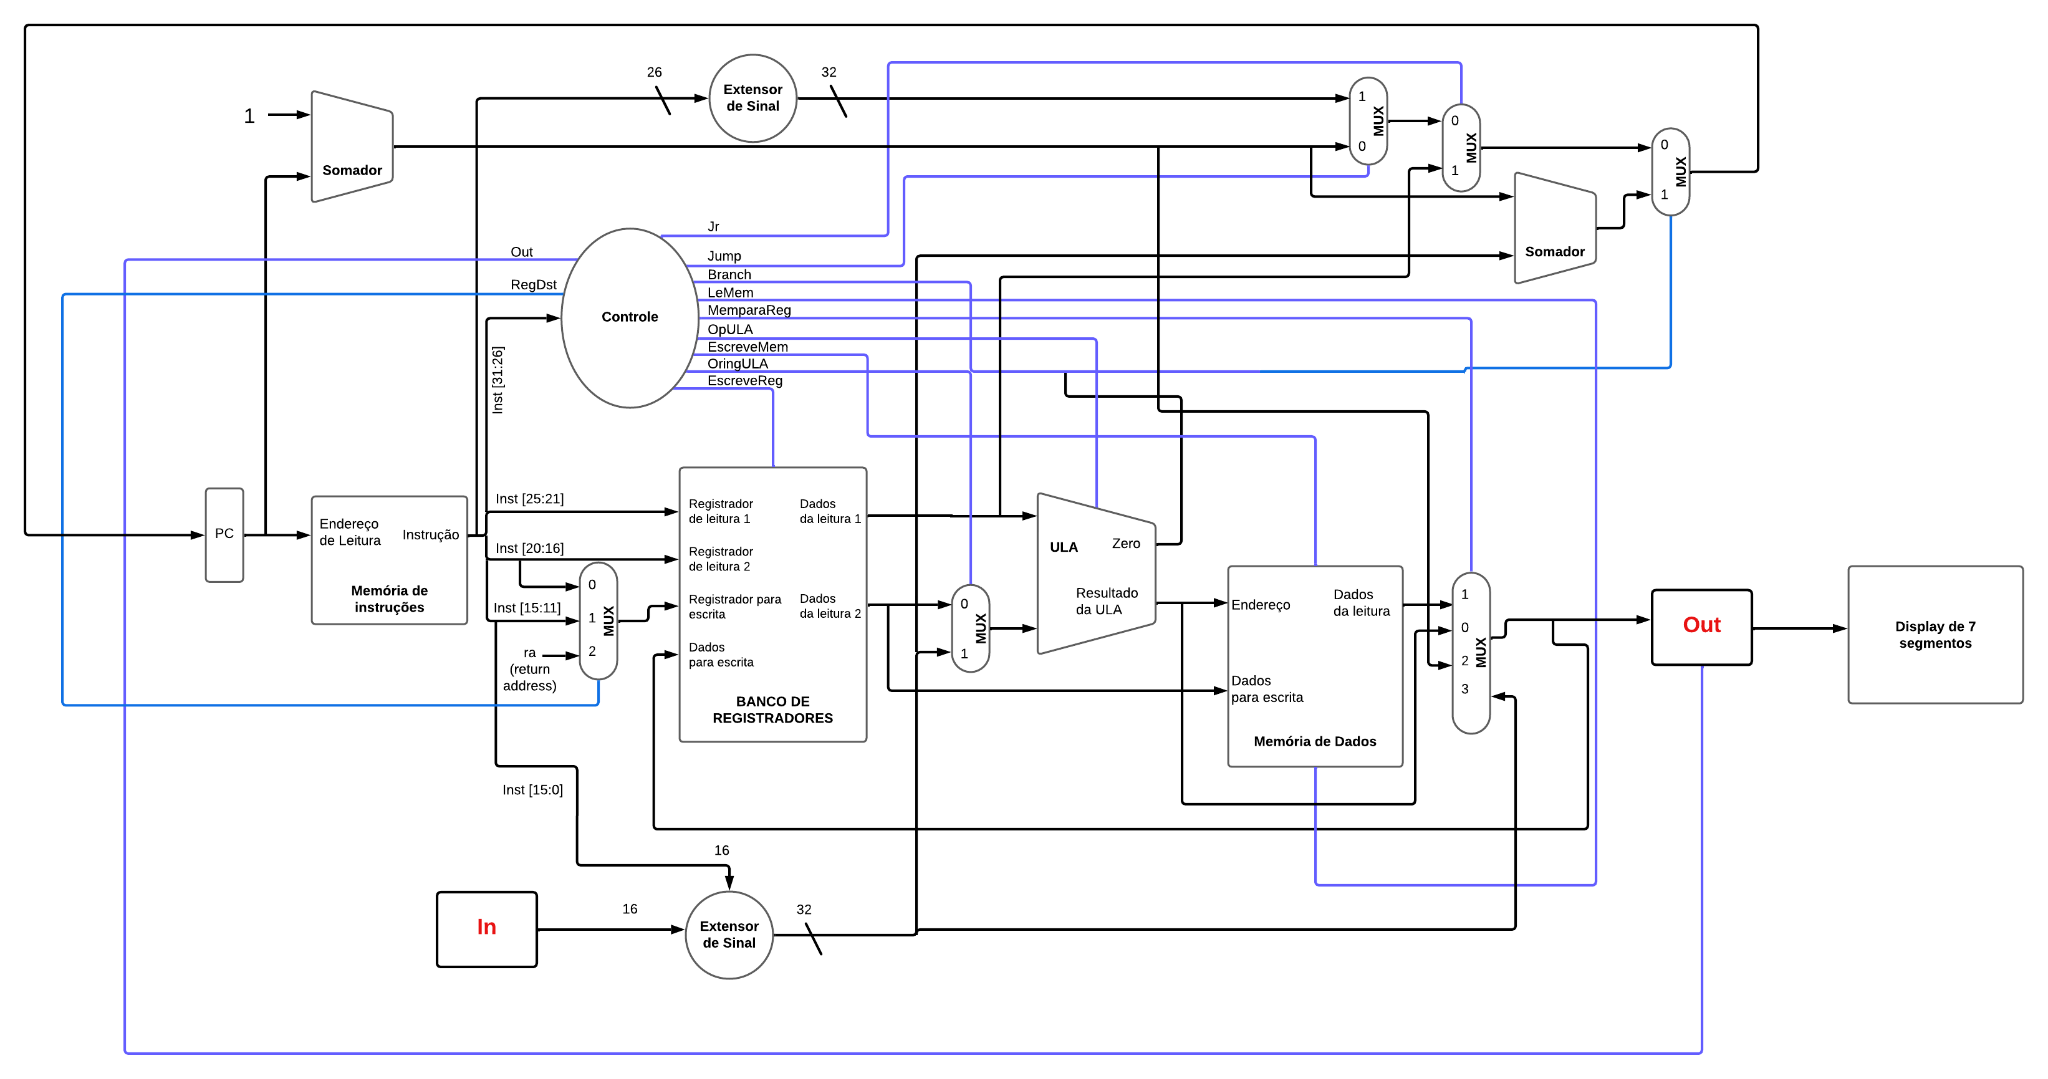 26
32
Extensor
de Sinal
1
0
MUX
0
1
MUX
1
Somador
0
1
MUX
Somador
Jr
Out
Jump
RegDst
Branch
LeMem
MemparaReg
OpULA
EscreveMem
OringULA
EscreveReg
Controle
Inst [31:26]
PC
Endereço
de Leitura
Instrução
Memória de
instruções
Inst [25:21]
Inst [20:16]
Inst [15:11]
ra
(return
address)
0
1
2
MUX
Inst [15:0]
Registrador
de leitura 1
Registrador
de leitura 2
Registrador para
escrita
Dados
para escrita
Dados
da leitura 1
Dados
da leitura 2
BANCO DE
REGISTRADORES
0
1
MUX
ULA
Zero
Resultado
da ULA
Endereço
Dados
da leitura
Dados
para escrita
Memória de Dados
1
0
2
3
MUX
Out
Display de 7
segmentos
16
In
16
Extensor
de Sinal
32